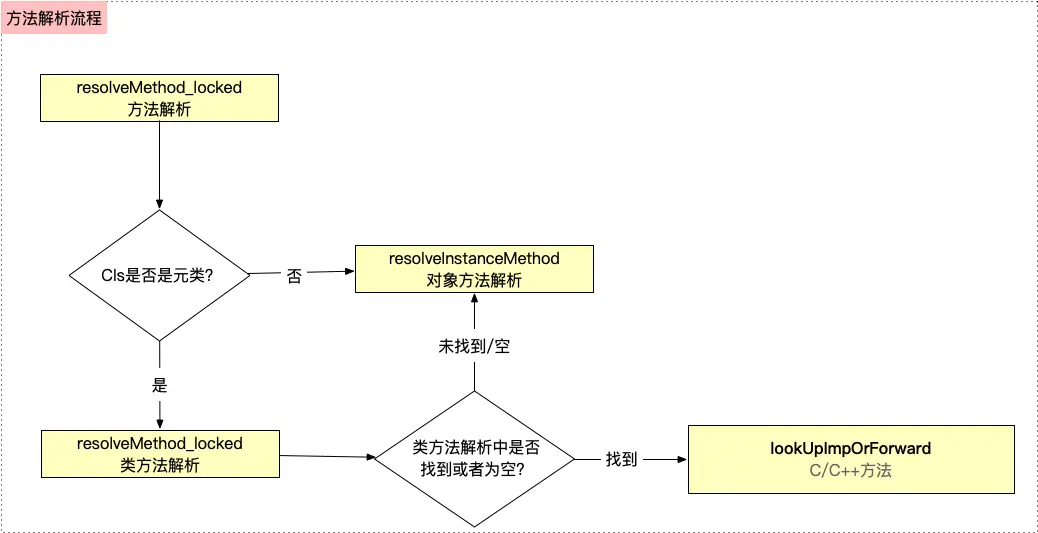 方法解析流程
resolveMethod_locked
方法解析
Cls是否是元类?
否
resolveInstanceMethod
对象方法解析
未找到/空
是
resolveMethod_locked
类方法解析
类方法解析中是否
找到或者为空?
找到
lookUpImpOrForward
C/C++方法